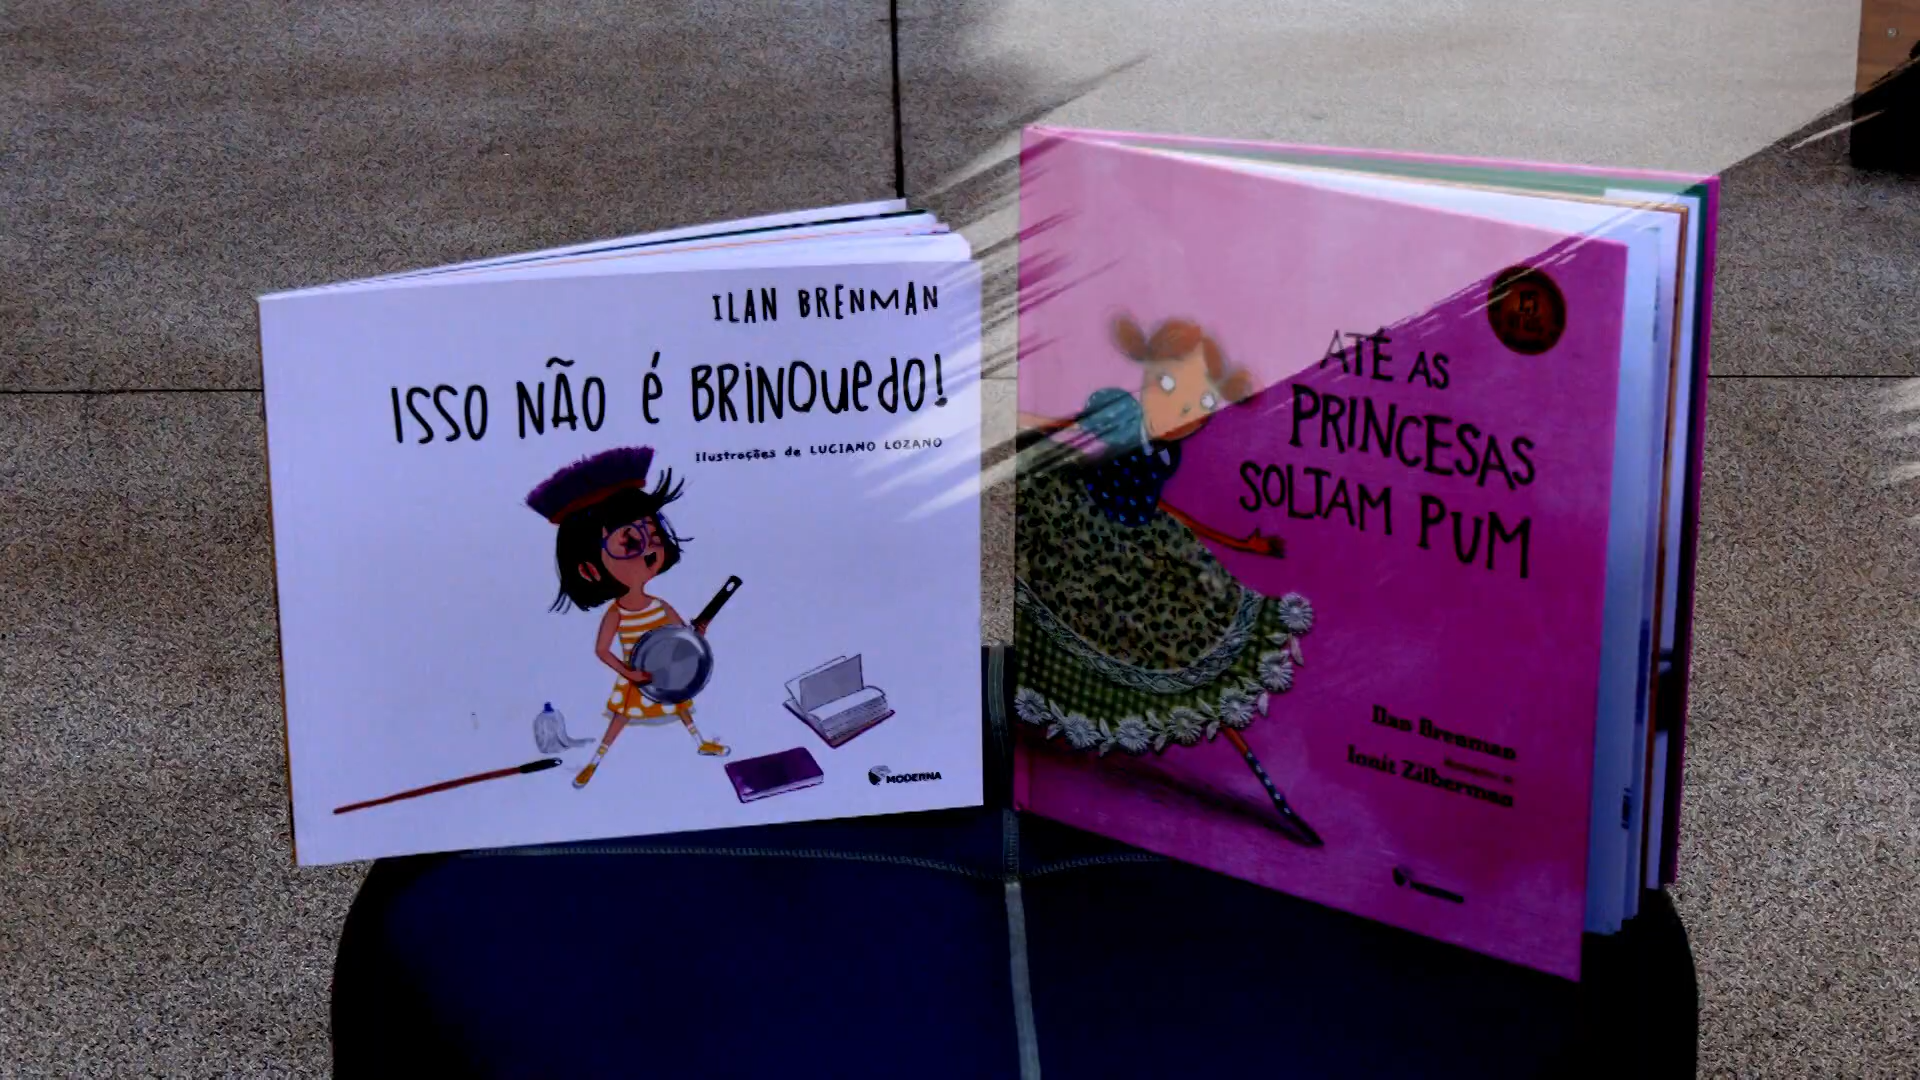 ILAN BRENMAN
ISSO NÃO É BRINQUEDO!
Ilustrações de LUCIANO LOZANO
MODERNA
ATÉ AS
PRINCESAS
SOLTAM PUM
Ilan Brenman
Ionit Zilberman
MODERNA